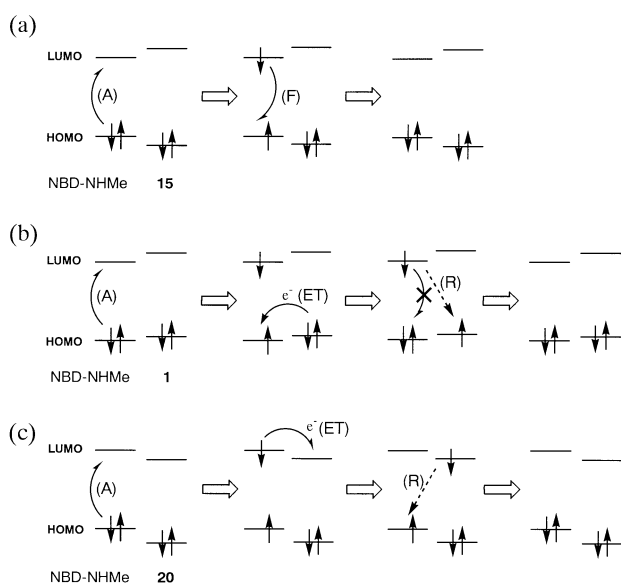 (a)
LUMO
(A)
(F)
HOMO
NBD-NHMe 15
(b)
LUMO
(A)
e⁻(ET)
(R)
HOMO
NBD-NHMe 1
(c)
e⁻(ET)
LUMO
(A)
(R)
HOMO
NBD-NHMe 20